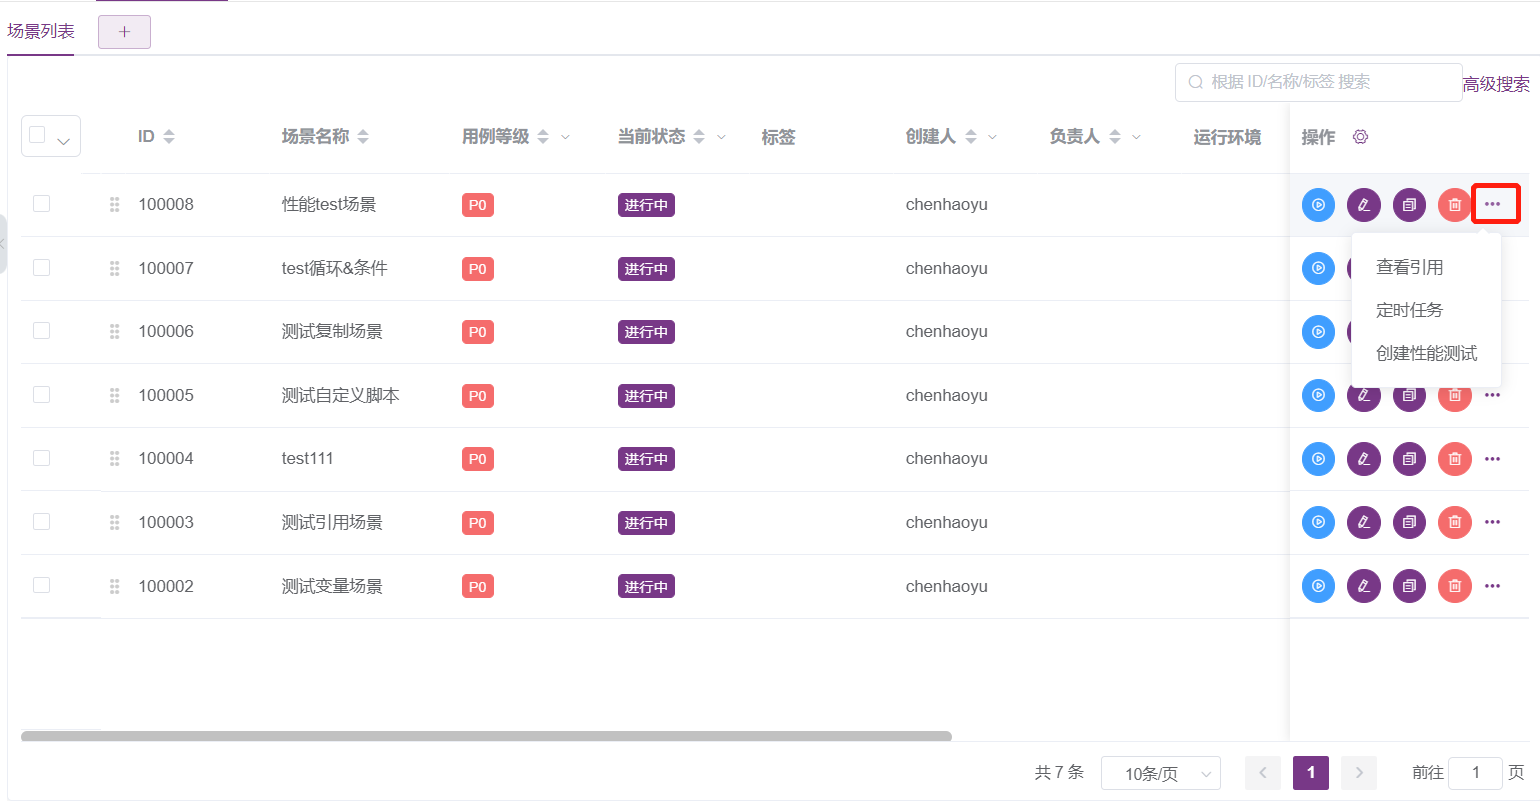 场景列表 +
根据 ID/名称/标签 搜索 高级搜索
ID 场景名称 用例等级 当前状态 标签 创建人 负责人 运行环境 操作
100008 性能test场景 P0 进行中 chenhaoyu
100007 test循环&条件 P0 进行中 chenhaoyu
查看引用
定时任务
100006 测试复制场景 P0 进行中 chenhaoyu
创建性能测试
100005 测试自定义脚本 P0 进行中 chenhaoyu
100004 test111 P0 进行中 chenhaoyu
100003 测试引用场景 P0 进行中 chenhaoyu
100002 测试变量场景 P0 进行中 chenhaoyu
共 7 条 10条/页 1 前往 1 页